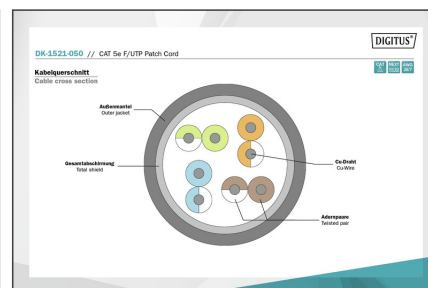 DIGITUS®
DK-1521-050 // CAT 5e F/UTP Patch Cord
Kabelquerschnitt
Cable cross section
Außenmantel
Outer jacket
Gesamtabschirmung
Total shield
Cu-Draht
Cu-Wire
Adernpaare
Twisted pair